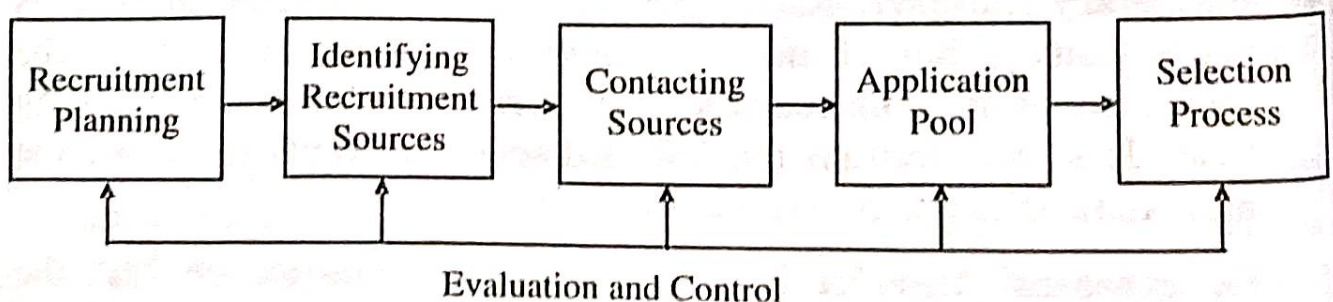 Recruitment
Planning
Identifying
Recruitment
Sources
Contacting
Sources
Application
Pool
Selection
Process
Evaluation and Control